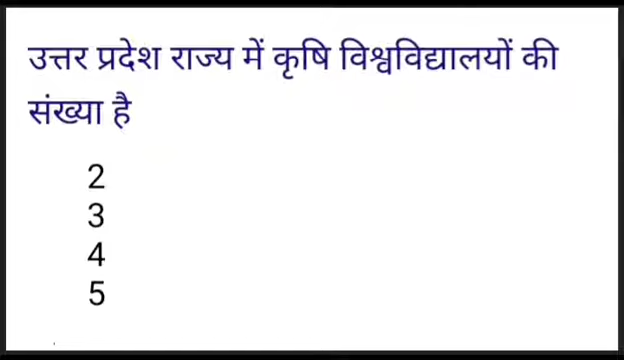 उत्तर प्रदेश राज्य में कृषि विश्वविद्यालयों की
संख्या है
2
3
4
5